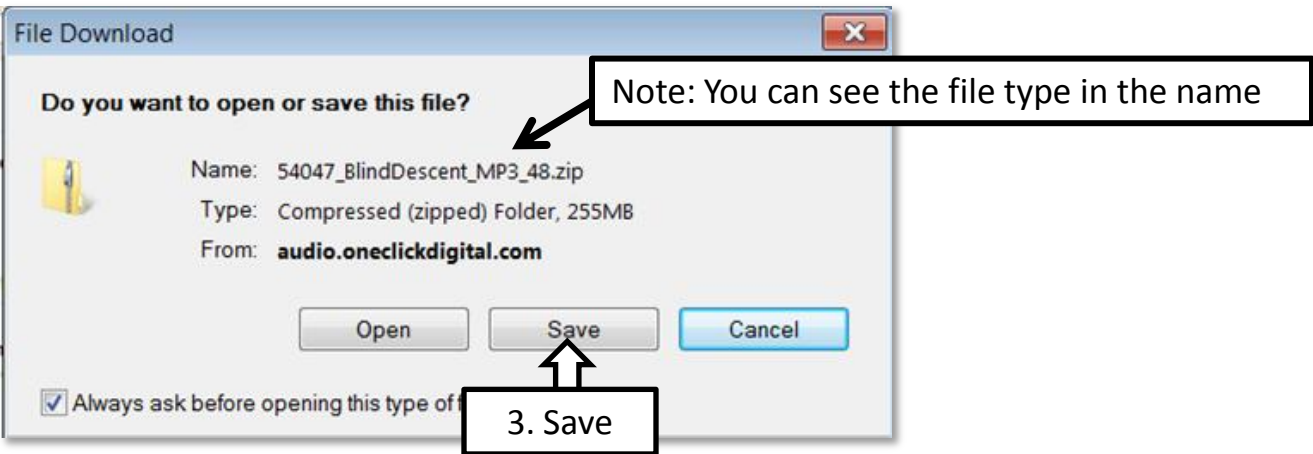 File Download
Note: You can see the file type in the name
Do you want to open or save this file?
Name: 54047_BlindDescent_MP3_48.zip
Type: Compressed (zipped) Folder, 255MB
From: audio.oneclickdigital.com
Open Save Cancel
Always ask before opening this type of
3. Save